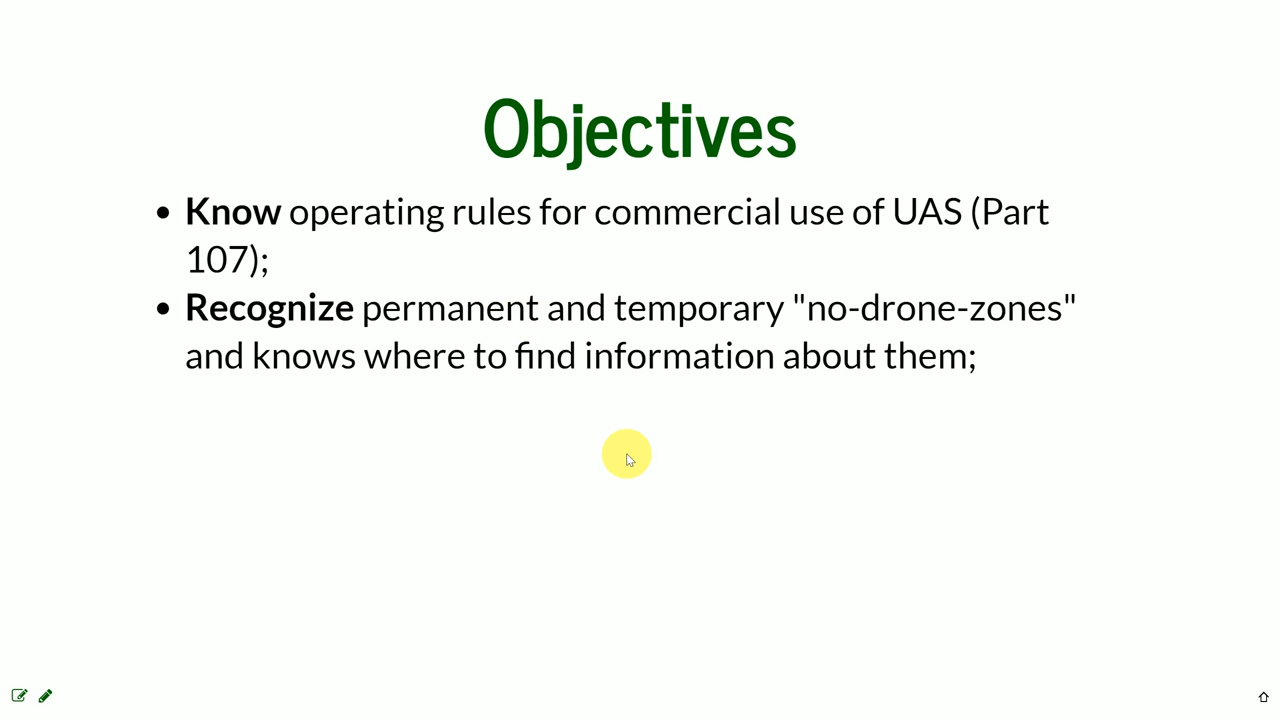 Objectives
• Know operating rules for commercial use of UAS (Part
107);
• Recognize permanent and temporary "no-drone-zones"
and knows where to find information about them;